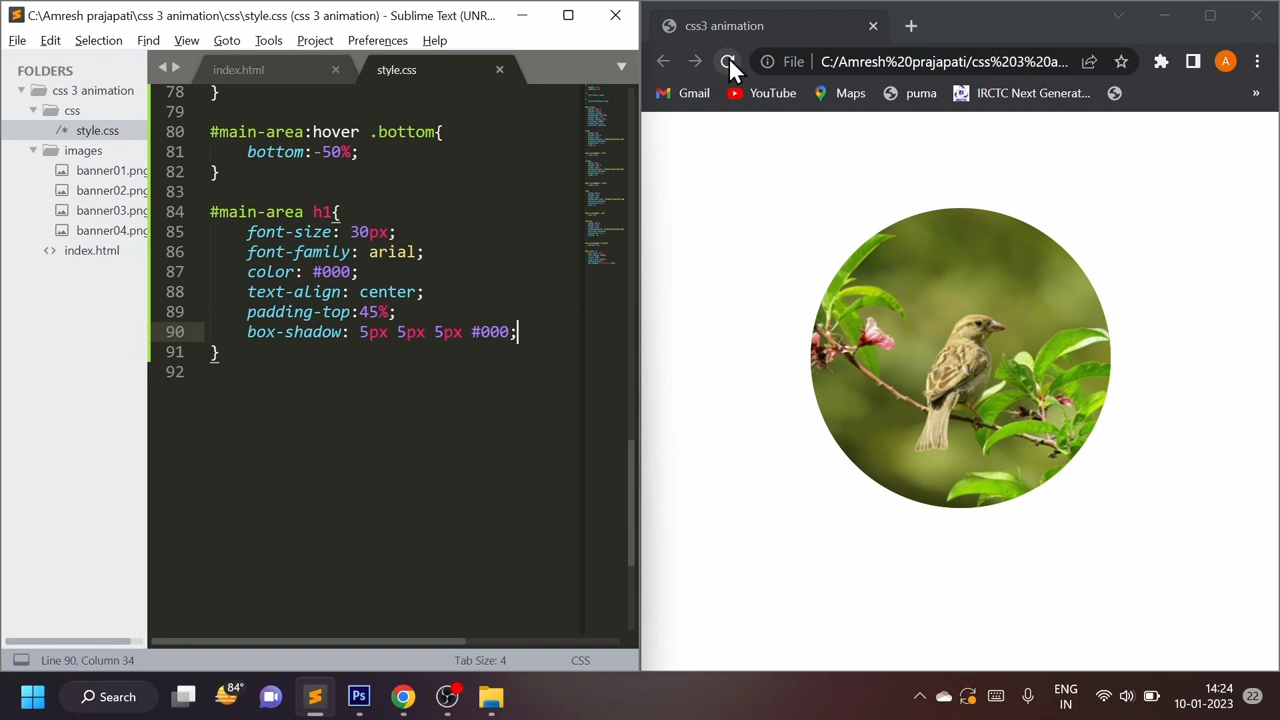 C:\Amresh prajapati\css 3 animation\css\style.css (css 3 animation) - Sublime Text (UNR...
File Edit Selection Find View Goto Tools Project Preferences Help
FOLDERS
css 3 animation
css
/* style.css
images
banner01.png
banner02.png
banner03.png
banner04.png
<> index.html
index.html
style.css
78 }
79
80 #main-area:hover .bottom{
81 bottom:-50%;
82 }
83
84 #main-area h1{
85 font-size: 30px;
86 font-family: arial;
87 color: #000;
88 text-align: center;
89 padding-top:45%;
90 box-shadow: 5px 5px 5px #000;
91 }
92
Line 90, Column 34
Tab Size: 4
CSS
css3 animation
File C:/Amresh%20prajapati/css%203%20a...
A
Gmail YouTube Maps puma IRCTC Next Generat... »
Search
84°
Ps
ENG
IN
14:24
10-01-2023
22